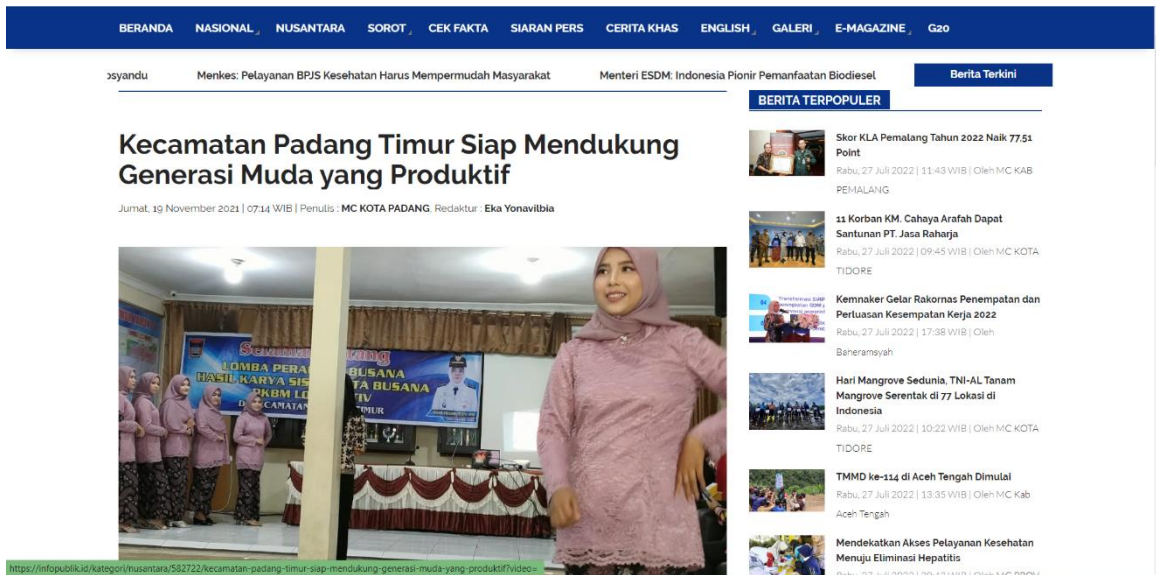 BERANDA NASIONAL NUSANTARA SOROT CEK FAKTA SIARAN PERS CERITA KHAS ENGLISH GALERI E-MAGAZINE G20
osyandu Menkes: Pelayanan BPJS Kesehatan Harus Mempermudah Masyarakat Menteri ESDM: Indonesia Pionir Pemanfaatan Biodiesel Berita Terkini
Kecamatan Padang Timur Siap Mendukung
Generasi Muda yang Produktif
Jumat, 19 November 2021 | 07:14 WIB | Penulis : MC KOTA PADANG, Redaktur : Eka Yonavilbia
LOMBA PERA BUSANA
HASIL KARYA SIS TA BUSANA
PKBM LO TIV
TIMUR
https://infopublik.id/kategori/nusantara/582722/kecamatan-padang-timur-siap-mendukung-generasi-muda-yang-produktif?video=
BERITA TERPOPULER
Skor KLA Pemalang Tahun 2022 Naik 77,51
Point
Rabu, 27 Juli 2022 | 11:43 WIB | Oleh MC KAB
PEMALANG
11 Korban KM. Cahaya Arafah Dapat
Santunan PT. Jasa Raharja
Rabu, 27 Juli 2022 | 09:45 WIB | Oleh MC KOTA
TIDORE
Kemnaker Gelar Rakornas Penempatan dan
Perluasan Kesempatan Kerja 2022
Rabu, 27 Juli 2022 | 17:38 WIB | Oleh
Baheramsyah
Hari Mangrove Sedunia, TNI-AL Tanam
Mangrove Serentak di 77 Lokasi di
Indonesia
Rabu, 27 Juli 2022 | 10:22 WIB | Oleh MC KOTA
TIDORE
TMMD ke-114 di Aceh Tengah Dimulai
Rabu, 27 Juli 2022 | 13:35 WIB | Oleh MC Kab
Aceh Tengah
Mendekatkan Akses Pelayanan Kesehatan
Menuju Eliminasi Hepatitis